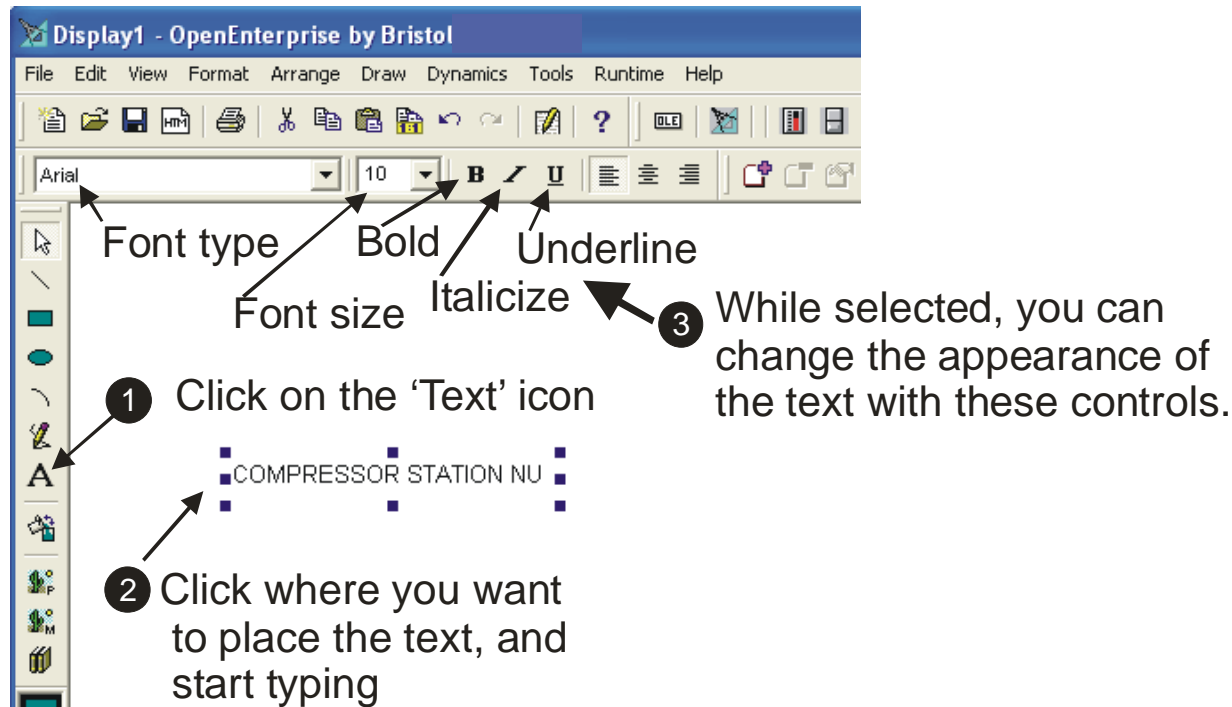 Display1 - OpenEnterprise by Bristol
File Edit View Format Arrange Draw Dynamics Tools Runtime Help
HTM 1:1 ? OLE
Arial 10 B I U
Font type Bold Underline
Font size Italicize
3 While selected, you can
change the appearance of
the text with these controls.
1 Click on the ‘Text’ icon
A
COMPRESSOR STATION NU
P
M
2 Click where you want
to place the text, and
start typing